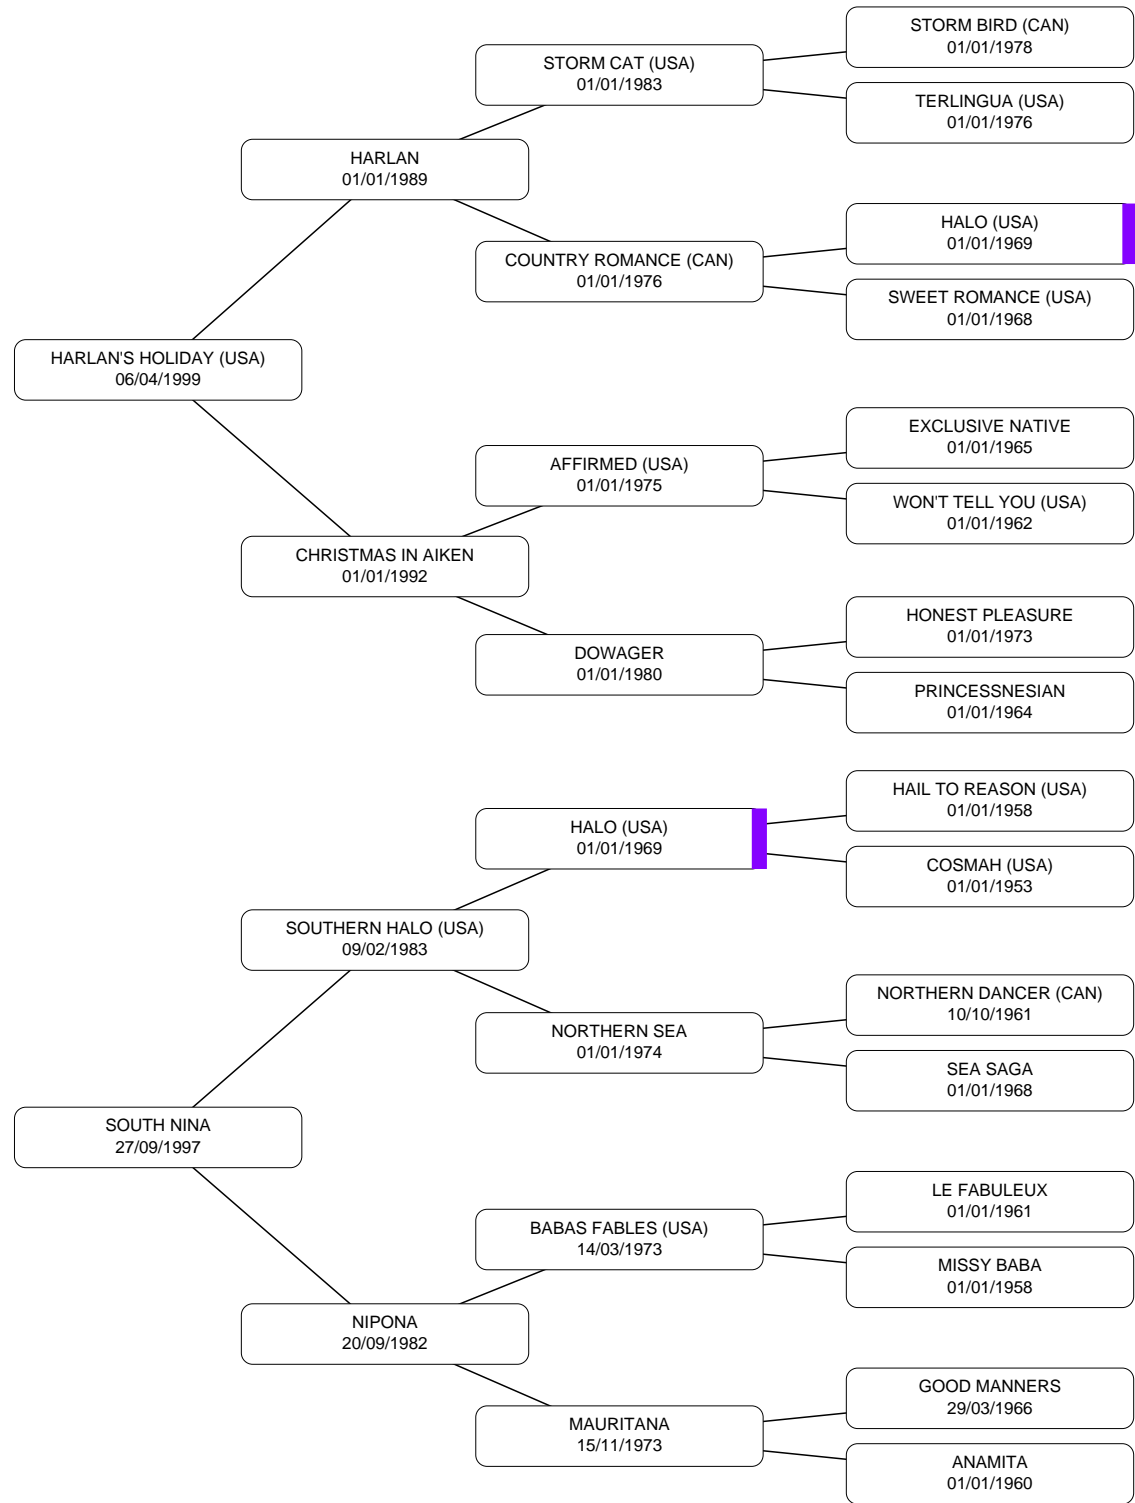 STORM BIRD (CAN)
01/01/1978
STORM CAT (USA)
01/01/1983
TERLINGUA (USA)
01/01/1976
HARLAN
01/01/1989
HALO (USA)
01/01/1969
COUNTRY ROMANCE (CAN)
01/01/1976
SWEET ROMANCE (USA)
01/01/1968
HARLAN'S HOLIDAY (USA)
06/04/1999
EXCLUSIVE NATIVE
01/01/1965
AFFIRMED (USA)
01/01/1975
WON'T TELL YOU (USA)
01/01/1962
CHRISTMAS IN AIKEN
01/01/1992
HONEST PLEASURE
01/01/1973
DOWAGER
01/01/1980
PRINCESSNESIAN
01/01/1964
HAIL TO REASON (USA)
01/01/1958
HALO (USA)
01/01/1969
COSMAH (USA)
01/01/1953
SOUTHERN HALO (USA)
09/02/1983
NORTHERN DANCER (CAN)
10/10/1961
NORTHERN SEA
01/01/1974
SEA SAGA
01/01/1968
SOUTH NINA
27/09/1997
LE FABULEUX
01/01/1961
BABAS FABLES (USA)
14/03/1973
MISSY BABA
01/01/1958
NIPONA
20/09/1982
GOOD MANNERS
29/03/1966
MAURITANA
15/11/1973
ANAMITA
01/01/1960